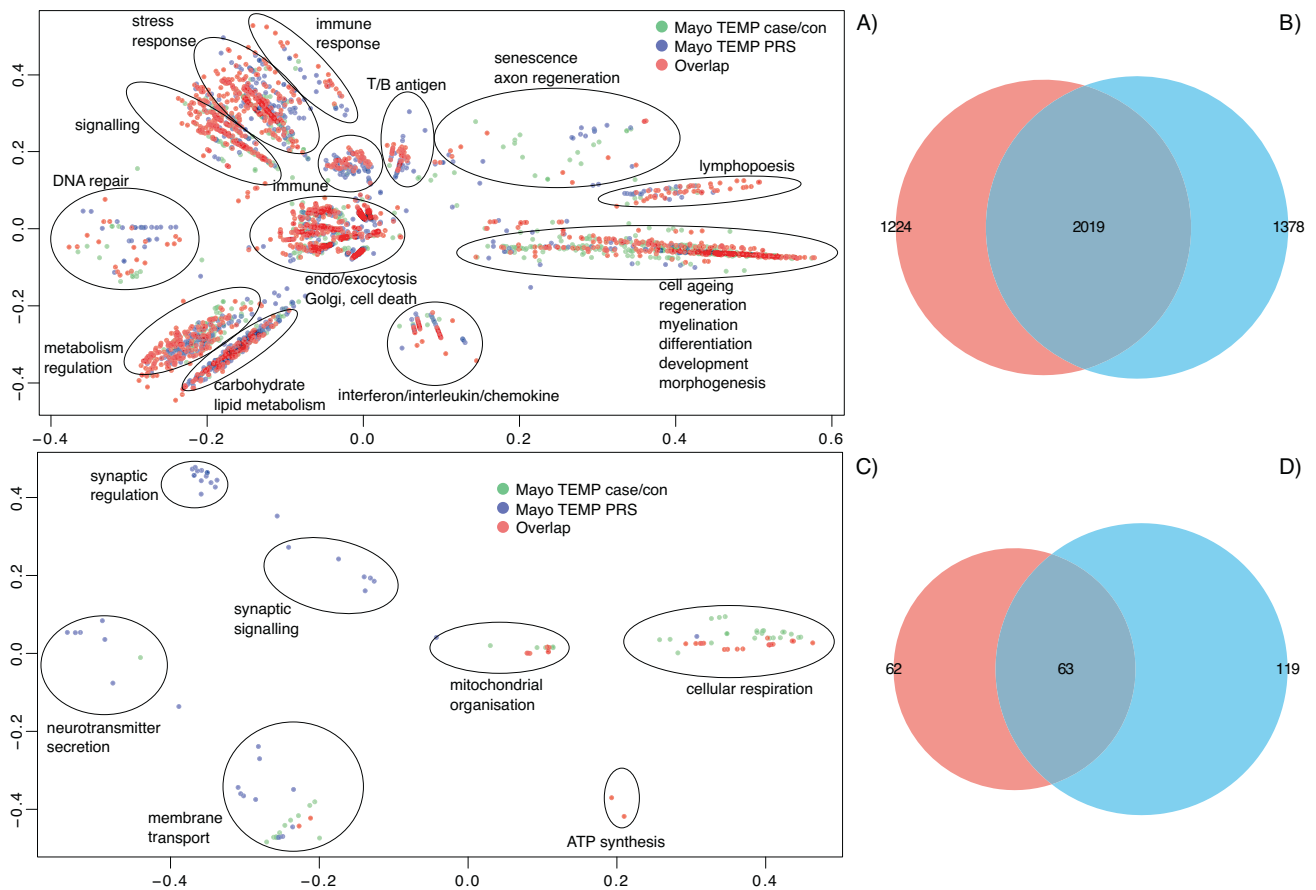 stress
response
immune
response
Mayo TEMP case/con
Mayo TEMP PRS
Overlap
A)
B)
senescence
axon regeneration
T/B antigen
signalling
lymphopoesis
DNA repair
immune
endo/exocytosis
Golgi, cell death
cell ageing
regeneration
myelination
differentiation
development
morphogenesis
metabolism
regulation
carbohydrate
lipid metabolism
interferon/interleukin/chemokine
0.4
0.2
0.0
−0.2
−0.4
−0.4
−0.2
0.0
0.2
0.4
0.6
1224
2019
1378
C)
D)
synaptic
regulation
Mayo TEMP case/con
Mayo TEMP PRS
Overlap
synaptic
signalling
neurotransmitter
secretion
mitochondrial
organisation
cellular respiration
membrane
transport
ATP synthesis
0.4
0.2
0.0
−0.2
−0.4
−0.4
−0.2
0.0
0.2
0.4
62
63
119